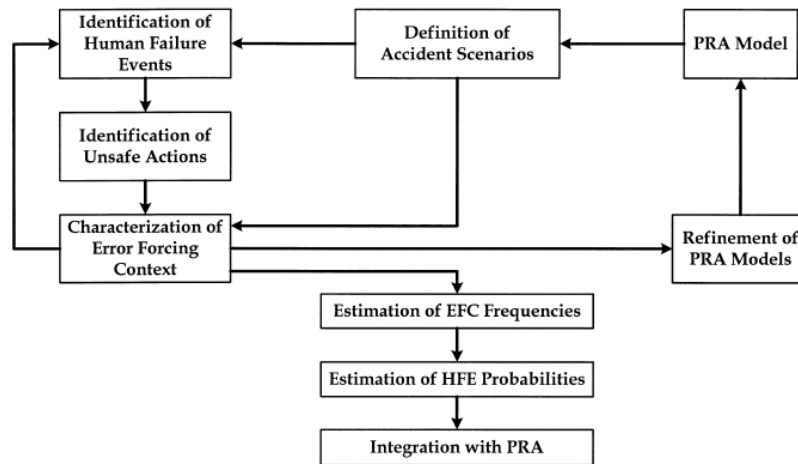 Identification of
Human Failure
Events
Definition of
Accident Scenarios
PRA Model
Identification of
Unsafe Actions
Characterization of
Error Forcing
Context
Refinement of
PRA Models
Estimation of EFC Frequencies
Estimation of HFE Probabilities
Integration with PRA